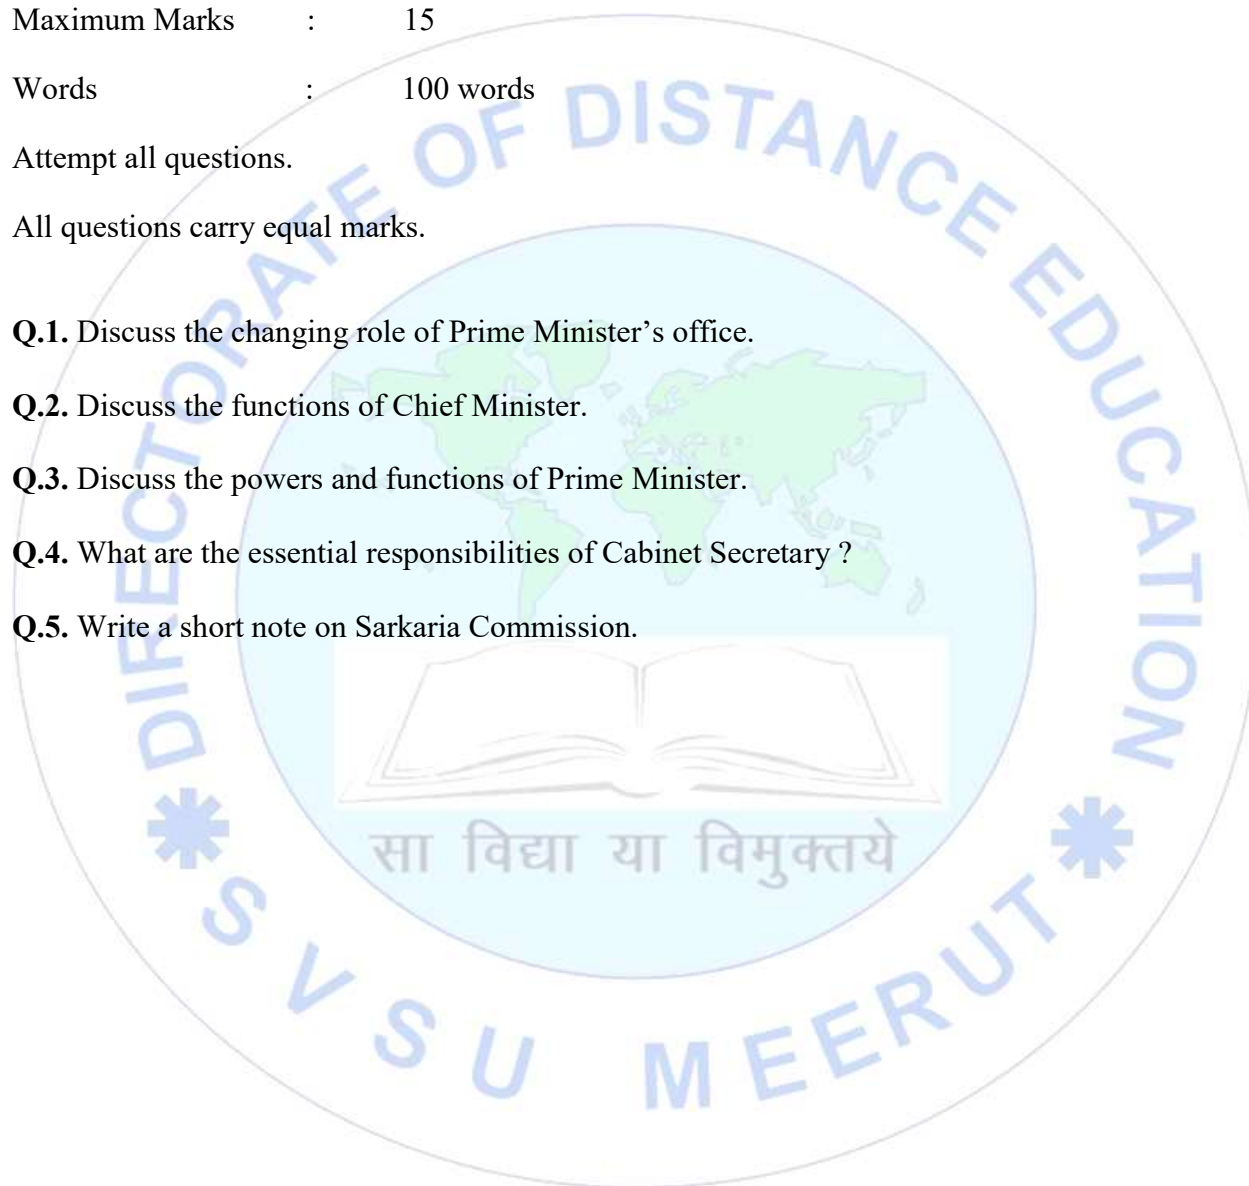 Maximum Marks : 15
Words : 100 words
Attempt all questions.
All questions carry equal marks.
Q.1. Discuss the changing role of Prime Minister’s office.
Q.2. Discuss the functions of Chief Minister.
Q.3. Discuss the powers and functions of Prime Minister.
Q.4. What are the essential responsibilities of Cabinet Secretary ?
Q.5. Write a short note on Sarkaria Commission.
DIRECTORATE OF DISTANCE EDUCATION
सा विद्या या विमुक्तये
SVSU MEERUT